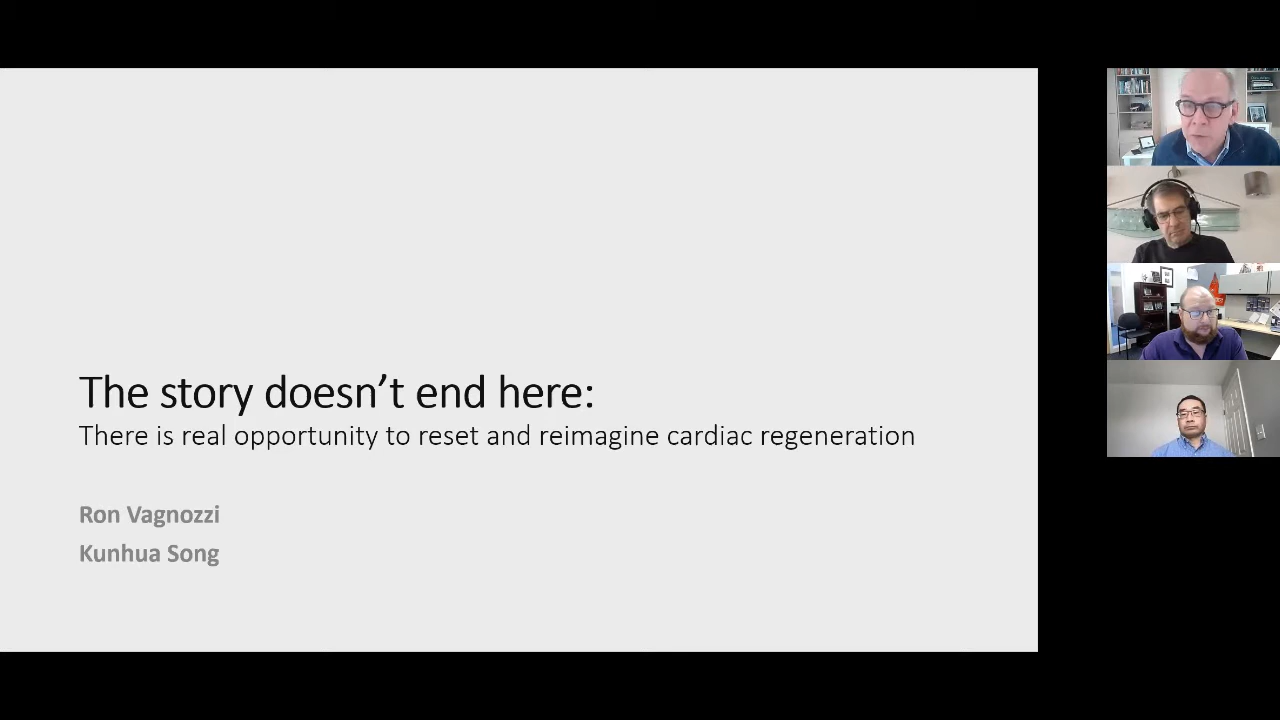 The story doesn’t end here:
There is real opportunity to reset and reimagine cardiac regeneration
Ron Vagnozzi
Kunhua Song